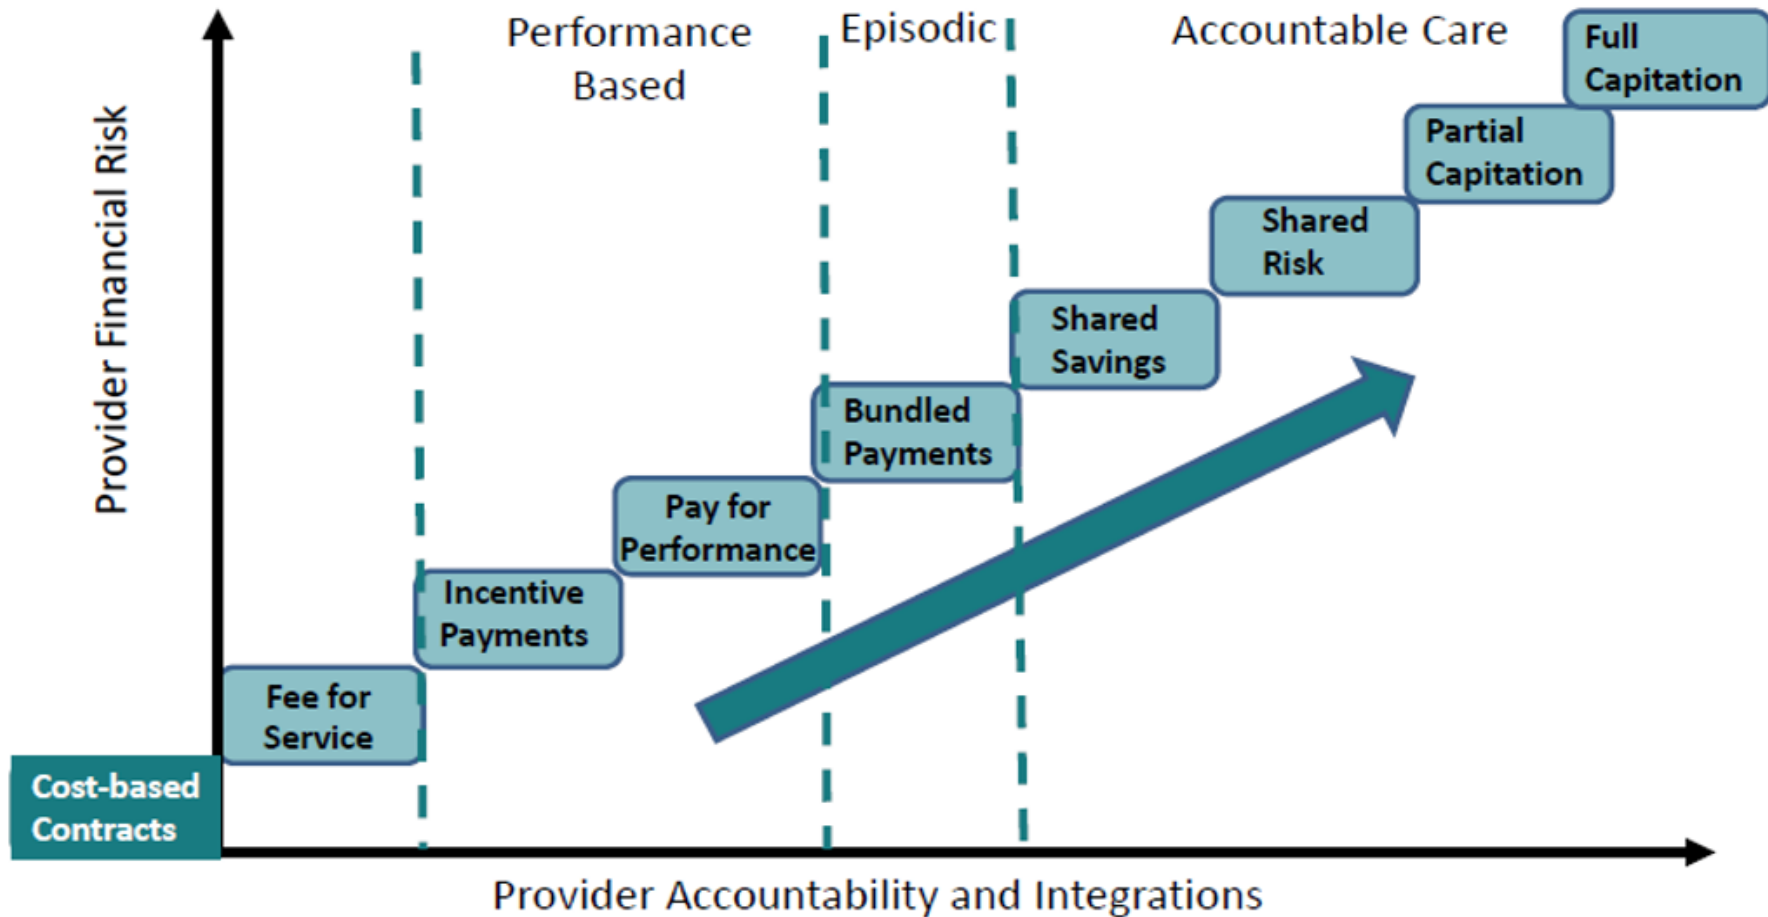 Performance
Based
Episodic
Accountable Care
Full
Capitation
Partial
Capitation
Shared
Risk
Shared
Savings
Bundled
Payments
Pay for
Performance
Incentive
Payments
Fee for
Service
Cost-based
Contracts
Provider Financial Risk
Provider Accountability and Integrations